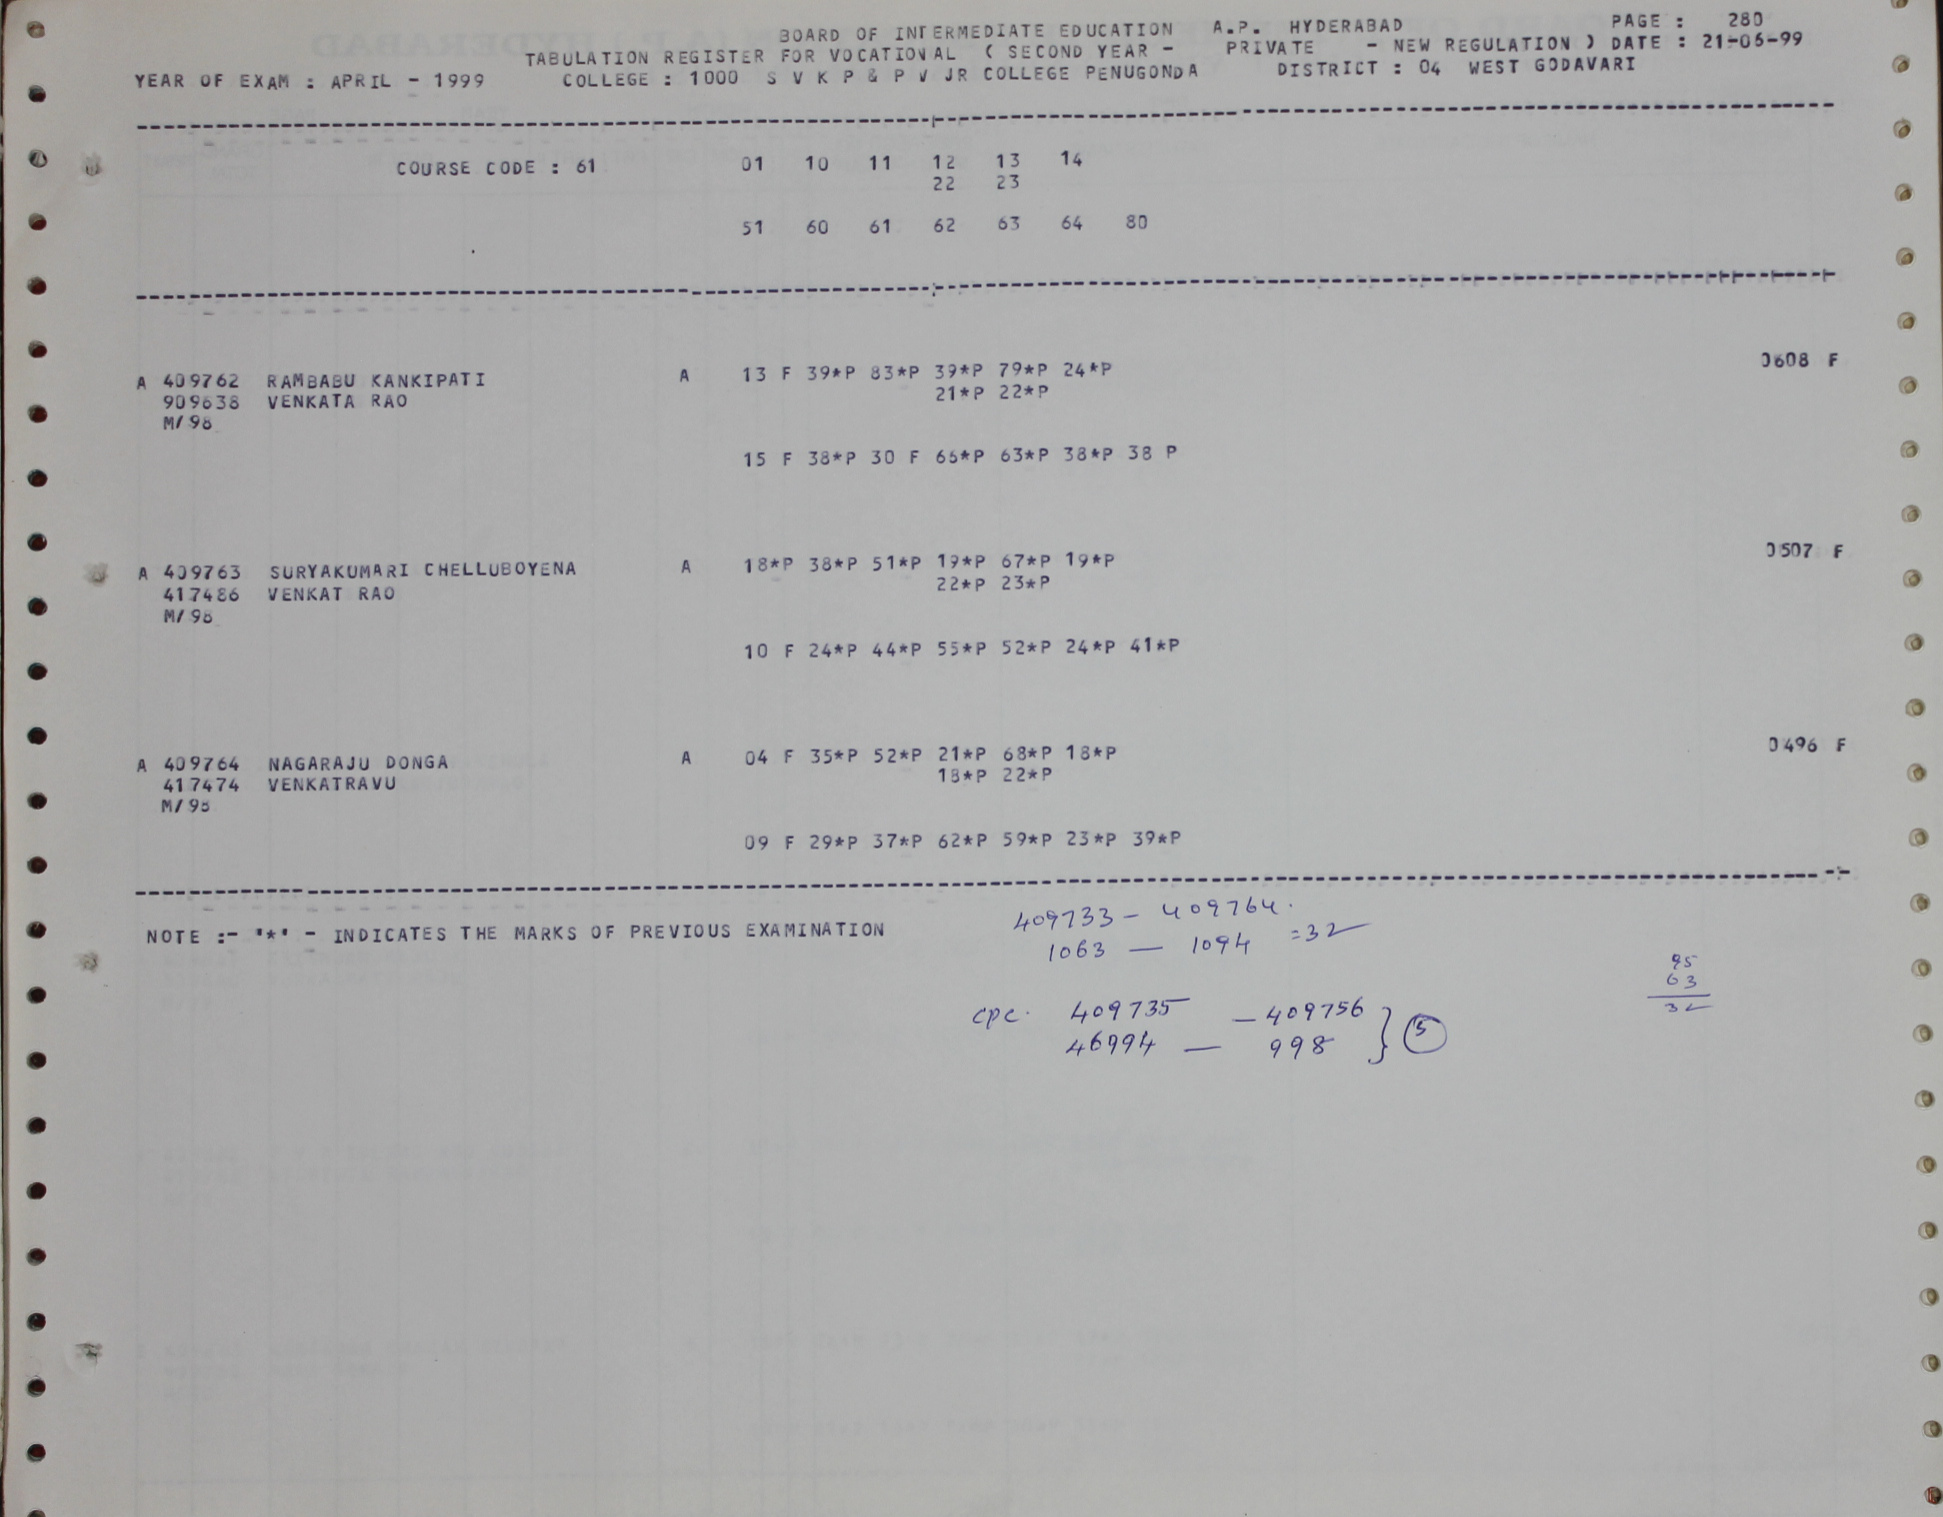 BOARD OF INTERMEDIATE EDUCATION A.P. HYDERABAD PAGE : 280
TABULATION REGISTER FOR VOCATIONAL ( SECOND YEAR - PRIVATE - NEW REGULATION ) DATE : 21-06-99
YEAR OF EXAM : APRIL - 1999 COLLEGE : 1000 S V K P & P V JR COLLEGE PENUGONDA DISTRICT : 04 WEST GODAVARI
COURSE CODE : 61 01 10 11 12 13 14
22 23
51 60 61 62 63 64 80
A 409762 RAMBABU KANKIPATI A 13 F 39*P 83*P 39*P 79*P 24*P 0608 F
909638 VENKATA RAO 21*P 22*P
M/98
15 F 38*P 30 F 66*P 63*P 38*P 38 P
A 409763 SURYAKUMARI CHELLUBOYENA A 18*P 38*P 51*P 19*P 67*P 19*P 0507 F
417486 VENKAT RAO 22*P 23*P
M/98
10 F 24*P 44*P 55*P 52*P 24*P 41*P
A 409764 NAGARAJU DONGA A 04 F 35*P 52*P 21*P 68*P 18*P 0496 F
417474 VENKATRAVU 18*P 22*P
M/98
09 F 29*P 37*P 62*P 59*P 23*P 39*P
NOTE :- '*' - INDICATES THE MARKS OF PREVIOUS EXAMINATION
409733 - 409764.
1063 — 1094 = 32
95
63
32
cpc. 409735 — 409756
46994 — 998 } 5